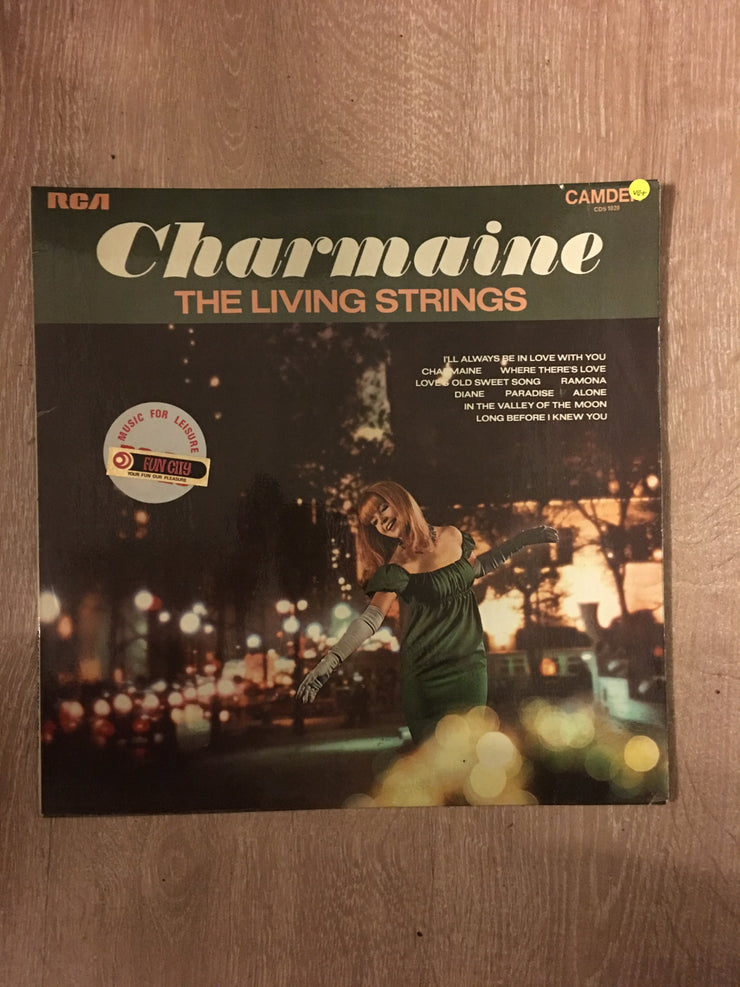 RCA
CAMDE
VG+
CDS 1028
Charmaine
THE LIVING STRINGS
I'LL ALWAYS BE IN LOVE WITH YOU
CHARMAINE WHERE THERE'S LOVE
LOVE'S OLD SWEET SONG RAMONA
DIANE PARADISE ALONE
IN THE VALLEY OF THE MOON
LONG BEFORE I KNEW YOU
MUSIC FOR LEISURE
FUN CITY
YOUR FUN OUR PLEASURE